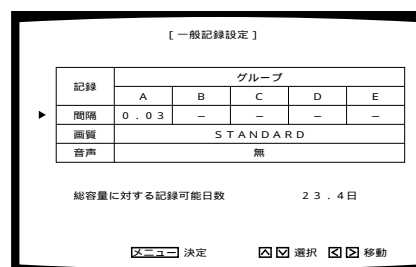 [ 一般記録設定 ]
記録 グループ
A B C D E
▶ 間隔 0.03 – – – –
画質 STANDARD
音声 無
総容量に対する記録可能日数 23.4日
メニュー 決定 選択 移動